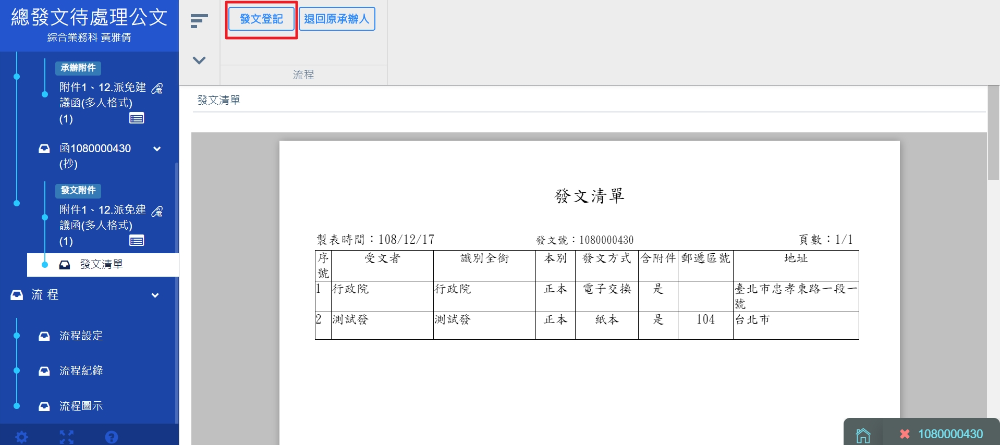 總發文待處理公文
綜合業務科 黃雅倩
承辦附件
附件1、12.派免建
議函(多人格式)
(1)
函1080000430
(抄)
發文附件
附件1、12.派免建
議函(多人格式)
(1)
發文清單
流 程
流程設定
流程紀錄
流程圖示
發文登記 退回原承辦人
流程
發文清單
發文清單
製表時間：108/12/17 發文號：1080000430 頁數：1/1
序號 受文者 識別全銜 本別 發文方式 含附件 郵遞區號 地址
1 行政院 行政院 正本 電子交換 是 臺北市忠孝東路一段一
號
2 測試發 測試發 正本 紙本 是 104 台北市
1080000430